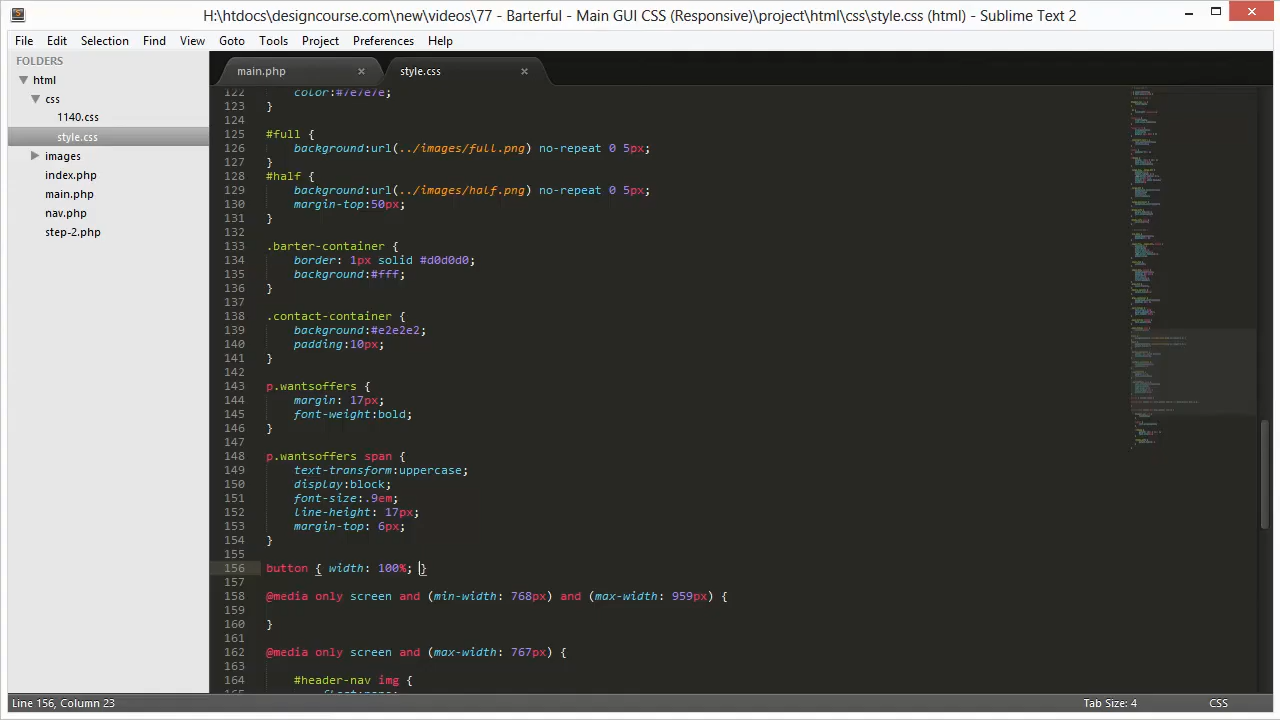 H:\htdocs\designcourse.com\new\videos\77 - Barterful - Main GUI CSS (Responsive)\project\html\css\style.css (html) - Sublime Text 2
File Edit Selection Find View Goto Tools Project Preferences Help
FOLDERS
html
css
1140.css
style.css
images
index.php
main.php
nav.php
step-2.php
main.php
style.css
122 color:#7e7e7e;
123 }
124
125 #full {
126 background:url(../images/full.png) no-repeat 0 5px;
127 }
128 #half {
129 background:url(../images/half.png) no-repeat 0 5px;
130 margin-top:50px;
131 }
132
133 .barter-container {
134 border: 1px solid #d0d0d0;
135 background:#fff;
136 }
137
138 .contact-container {
139 background:#e2e2e2;
140 padding:10px;
141 }
142
143 p.wantsoffers {
144 margin: 17px;
145 font-weight:bold;
146 }
147
148 p.wantsoffers span {
149 text-transform:uppercase;
150 display:block;
151 font-size:.9em;
152 line-height: 17px;
153 margin-top: 6px;
154 }
155
156 button { width: 100%; }
157
158 @media only screen and (min-width: 768px) and (max-width: 959px) {
159
160 }
161
162 @media only screen and (max-width: 767px) {
163
164 #header-nav img {
165
Line 156, Column 23
Tab Size: 4
CSS